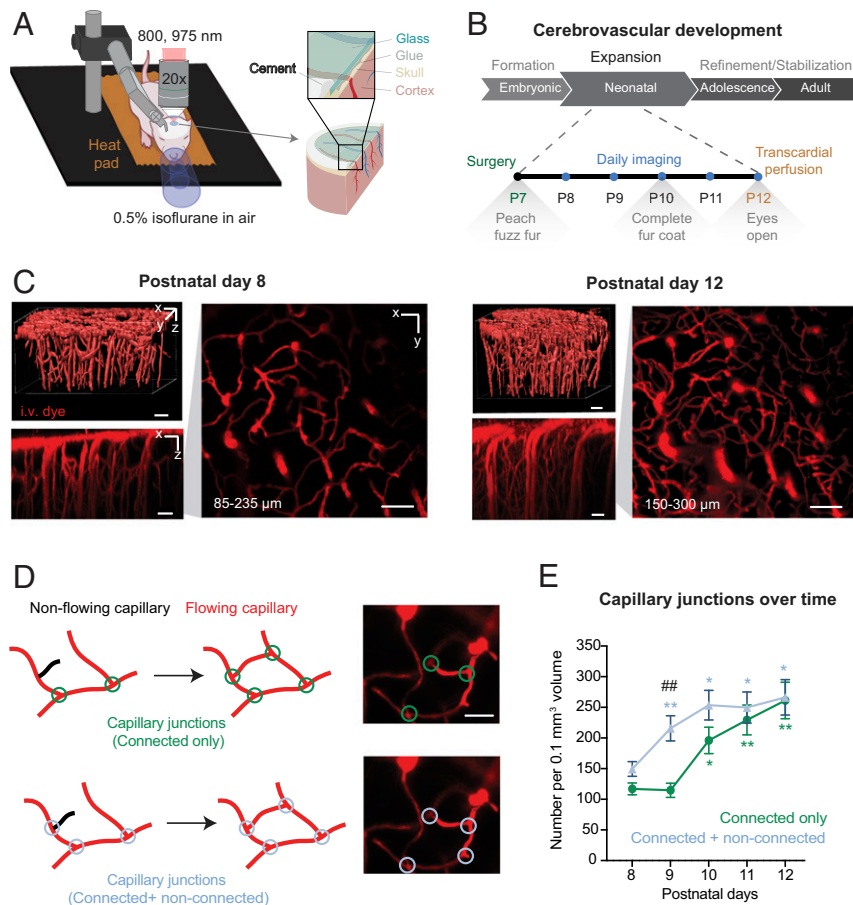 A
800, 975 nm
20x
Heat
pad
0.5% isoflurane in air
Cement
Glass
Glue
Skull
Cortex
B
Cerebrovascular development
Formation
Expansion
Refinement/Stabilization
Embryonic
Neonatal
Adolescence
Adult
Surgery
Daily imaging
Transcardial
perfusion
P7
P8
P9
P10
P11
P12
Peach
fuzz fur
Complete
fur coat
Eyes
open
C
Postnatal day 8
x
y
z
i.v. dye
x
z
x
y
85-235 µm
Postnatal day 12
150-300 µm
D
Non-flowing capillary
Flowing capillary
Capillary junctions
(Connected only)
Capillary junctions
(Connected+ non-connected)
E
Capillary junctions over time
Number per 0.1 mm³ volume
350
300
250
200
150
100
50
0
##
**
*
*
*
*
**
**
Connected only
Connected + non-connected
8
9
10
11
12
Postnatal days